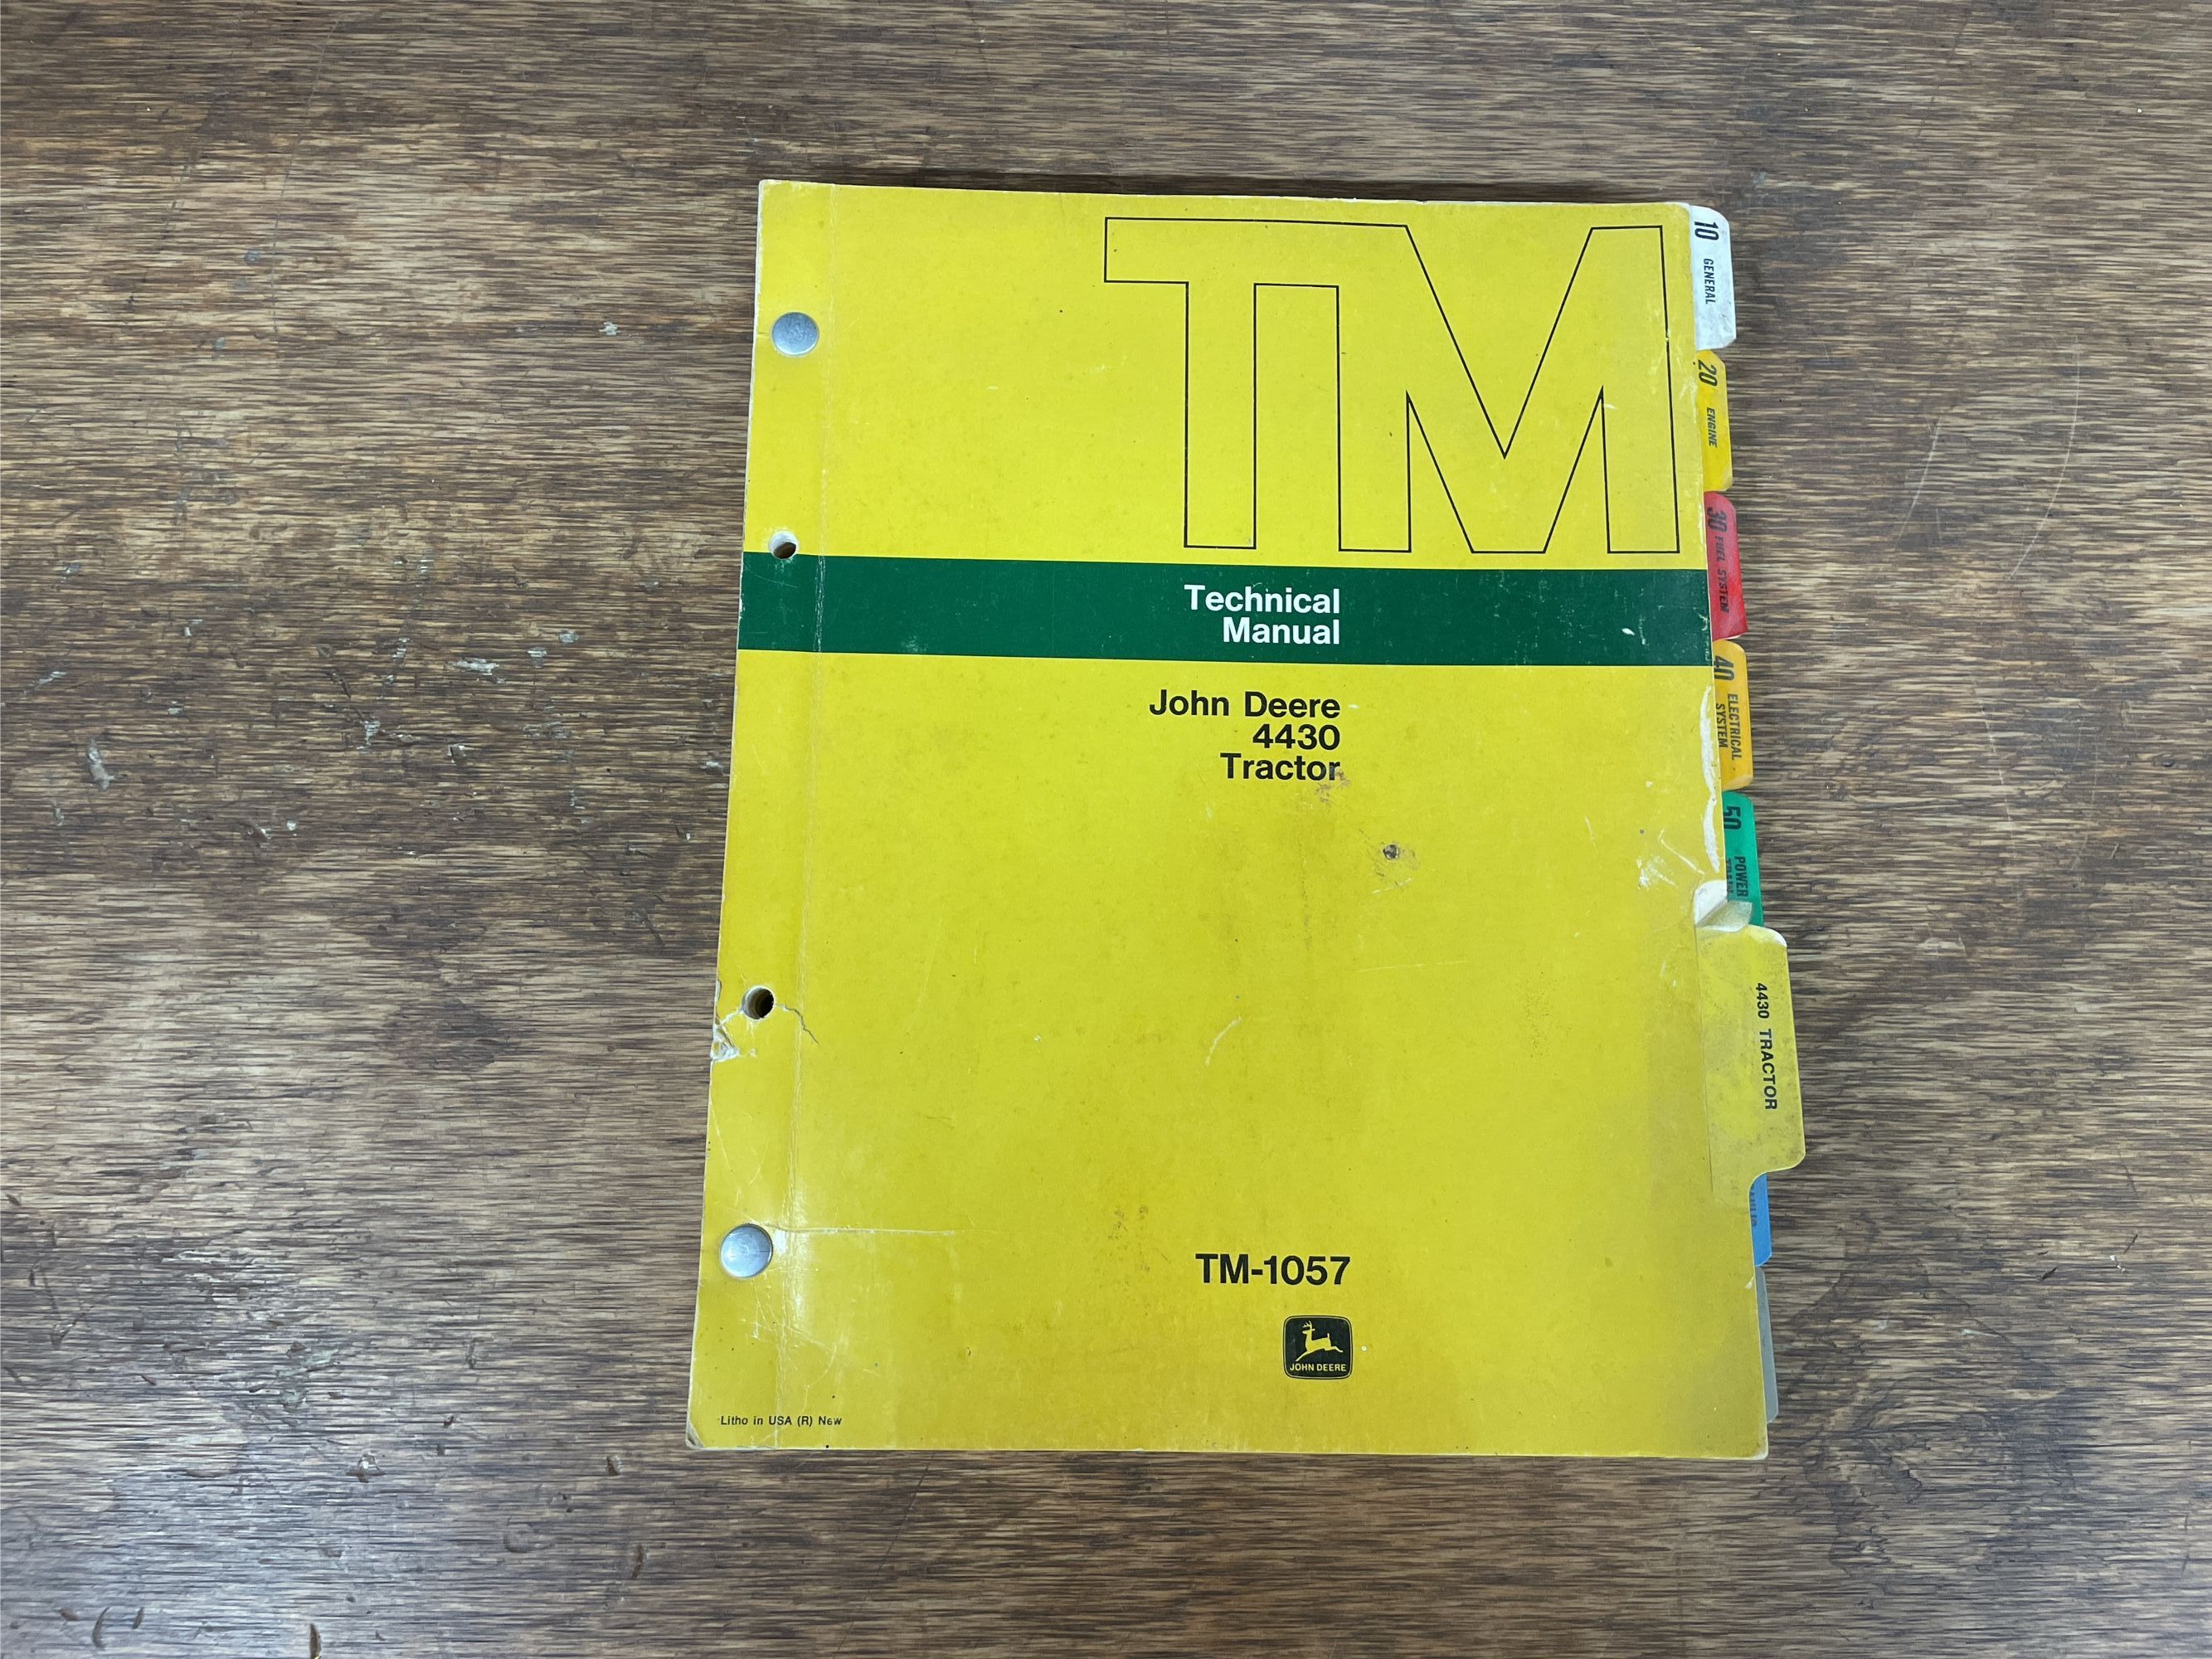 TM
Technical
Manual
John Deere
4430
Tractor
TM-1057
JOHN DEERE
Litho in USA (R) New
10 GENERAL
20 ENGINE
30 FUEL SYSTEM
40 ELECTRICAL
SYSTEM
50 POWER
4430 TRACTOR